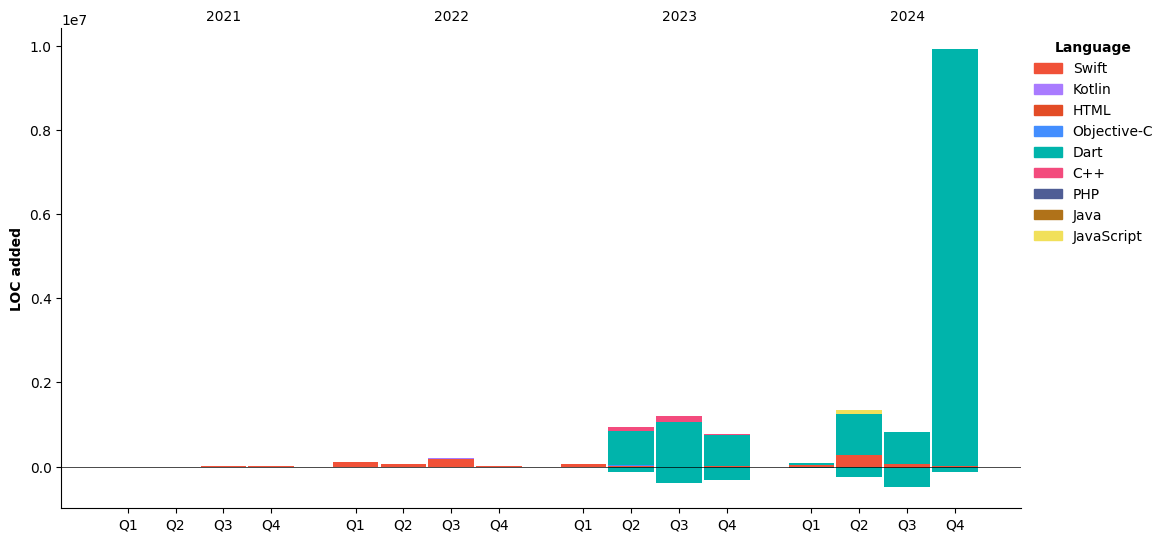 2021 2022 2023 2024
1e7
1.0
0.8
0.6
0.4
0.2
0.0
LOC added
Q1 Q2 Q3 Q4 Q1 Q2 Q3 Q4 Q1 Q2 Q3 Q4 Q1 Q2 Q3 Q4
Language
Swift
Kotlin
HTML
Objective-C
Dart
C++
PHP
Java
JavaScript